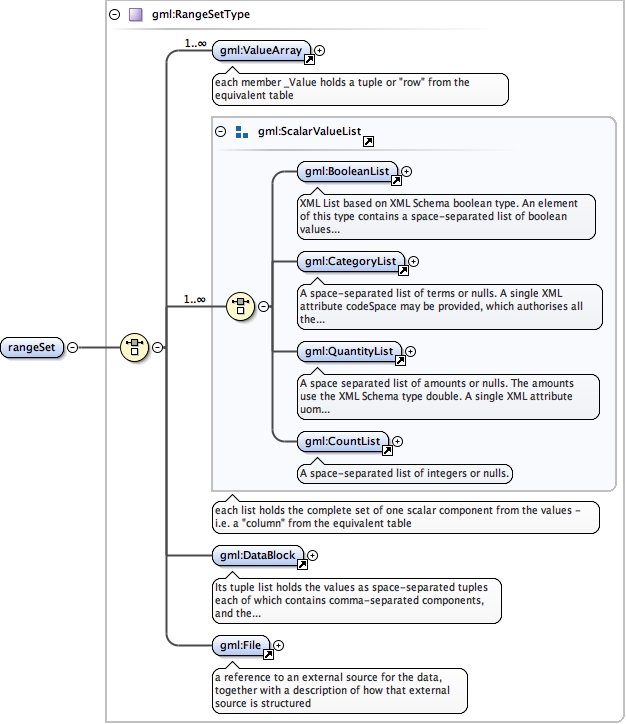 gml:RangeSetType
1..∞
gml:ValueArray
each member _Value holds a tuple or "row" from the
equivalent table
gml:ScalarValueList
gml:BooleanList
XML List based on XML Schema boolean type. An element
of this type contains a space-separated list of boolean
values...
gml:CategoryList
A space-separated list of terms or nulls. A single XML
attribute codeSpace may be provided, which authorises all
the...
1..∞
rangeSet
gml:QuantityList
A space separated list of amounts or nulls. The amounts
use the XML Schema type double. A single XML attribute
uom...
gml:CountList
A space-separated list of integers or nulls.
each list holds the complete set of one scalar component from the values –
i.e. a "column" from the equivalent table
gml:DataBlock
Its tuple list holds the values as space-separated tuples
each of which contains comma-separated components,
and the...
gml:File
a reference to an external source for the data,
together with a description of how that external
source is structured